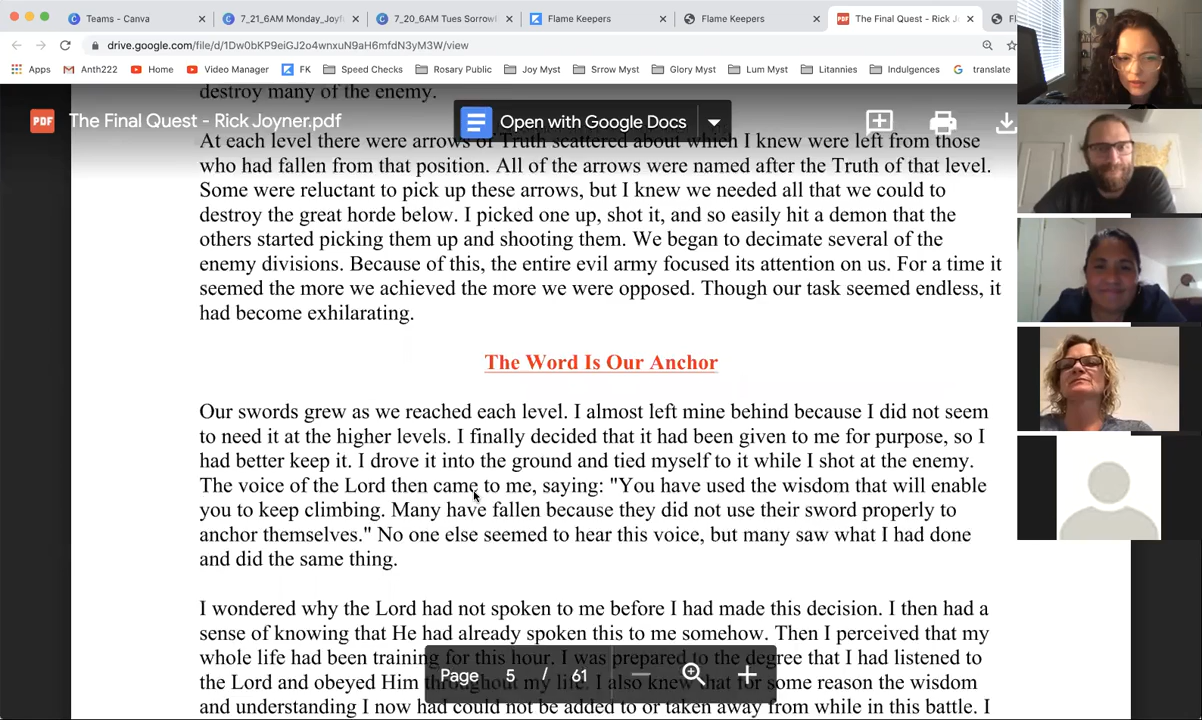 Teams - Canva
7_21_6AM Monday_Joyf
7_20_6AM Tues Sorrowi
Flame Keepers
Flame Keepers
The Final Quest - Rick J
drive.google.com/file/d/1Dw0bKP9eiGJ2o4wnxuN9aH6mfdN3yM3W/view
Apps
Anth222
Home
Video Manager
FK
Speed Checks
Rosary Public
Joy Myst
Srrow Myst
Glory Myst
Lum Myst
Litannies
Indulgences
translate
destroy many of the enemy.
PDF
The Final Quest - Rick Joyner.pdf
Open with Google Docs
At each level there were arrows of Truth scattered about which I knew were left from those
who had fallen from that position. All of the arrows were named after the Truth of that level.
Some were reluctant to pick up these arrows, but I knew we needed all that we could to
destroy the great horde below. I picked one up, shot it, and so easily hit a demon that the
others started picking them up and shooting them. We began to decimate several of the
enemy divisions. Because of this, the entire evil army focused its attention on us. For a time it
seemed the more we achieved the more we were opposed. Though our task seemed endless, it
had become exhilarating.
The Word Is Our Anchor
Our swords grew as we reached each level. I almost left mine behind because I did not seem
to need it at the higher levels. I finally decided that it had been given to me for purpose, so I
had better keep it. I drove it into the ground and tied myself to it while I shot at the enemy.
The voice of the Lord then came to me, saying: "You have used the wisdom that will enable
you to keep climbing. Many have fallen because they did not use their sword properly to
anchor themselves." No one else seemed to hear this voice, but many saw what I had done
and did the same thing.
I wondered why the Lord had not spoken to me before I had made this decision. I then had a
sense of knowing that He had already spoken this to me somehow. Then I perceived that my
whole life had been training for this hour. I was prepared to the degree that I had listened to
the Lord and obeyed Him throughout my life. I also knew that for some reason the wisdom
and understanding I now had could not be added to or taken away from while in this battle. I
Page 5 / 61